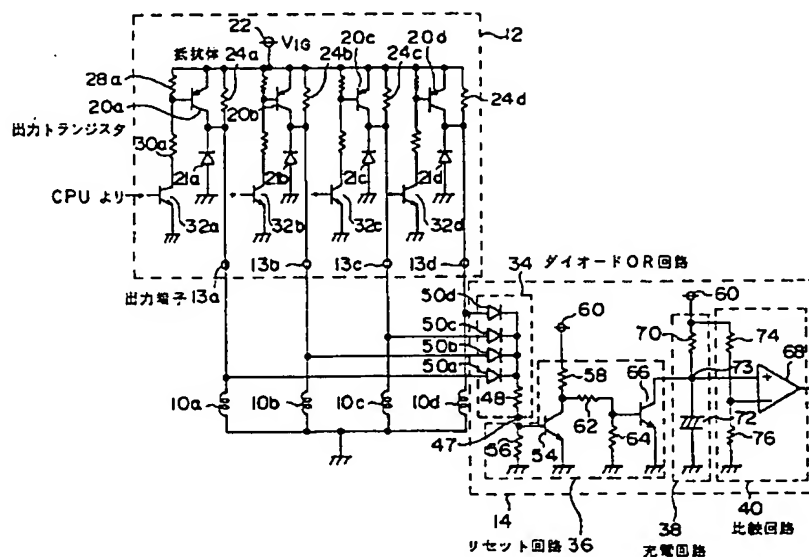 22
V_IG
20c
20d
12
抵抗体
24a
24b
24c
28a
20a
20b
24d
出力トランジスタ
30a
21a
21b
21c
21d
CPUより
32a
32b
32c
32d
13b
13c
13d
34
ダイオードOR回路
出力端子 13a
50d
50c
50b
50a
60
60
70
74
58
66
73
68
10a
10b
10c
10d
48
62
72
47
56
54
64
76
14
リセット回路 36
38
充電回路
40
比較回路